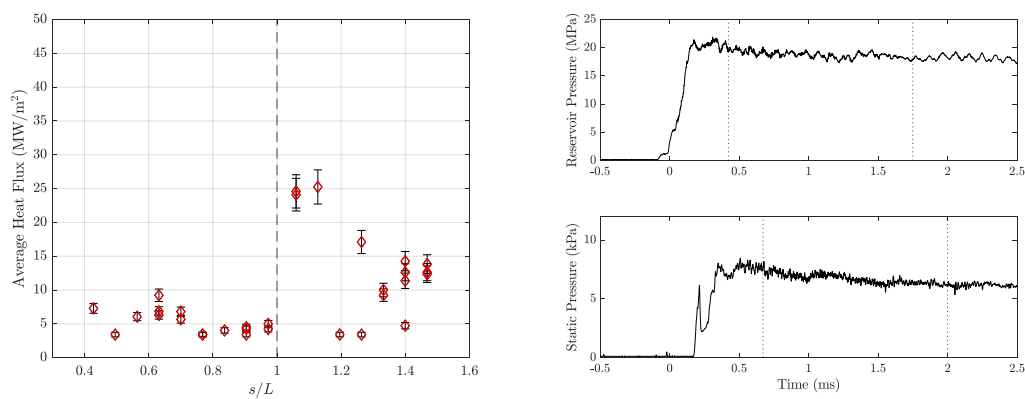 50
45
40
35
30
25
20
15
10
5
0
0.4 0.6 0.8 1 1.2 1.4 1.6
s/L
Average Heat Flux (MW/m²)
25
20
15
10
5
0
-0.5 0 0.5 1 1.5 2 2.5
Reservoir Pressure (MPa)
10
5
0
-0.5 0 0.5 1 1.5 2 2.5
Time (ms)
Static Pressure (kPa)